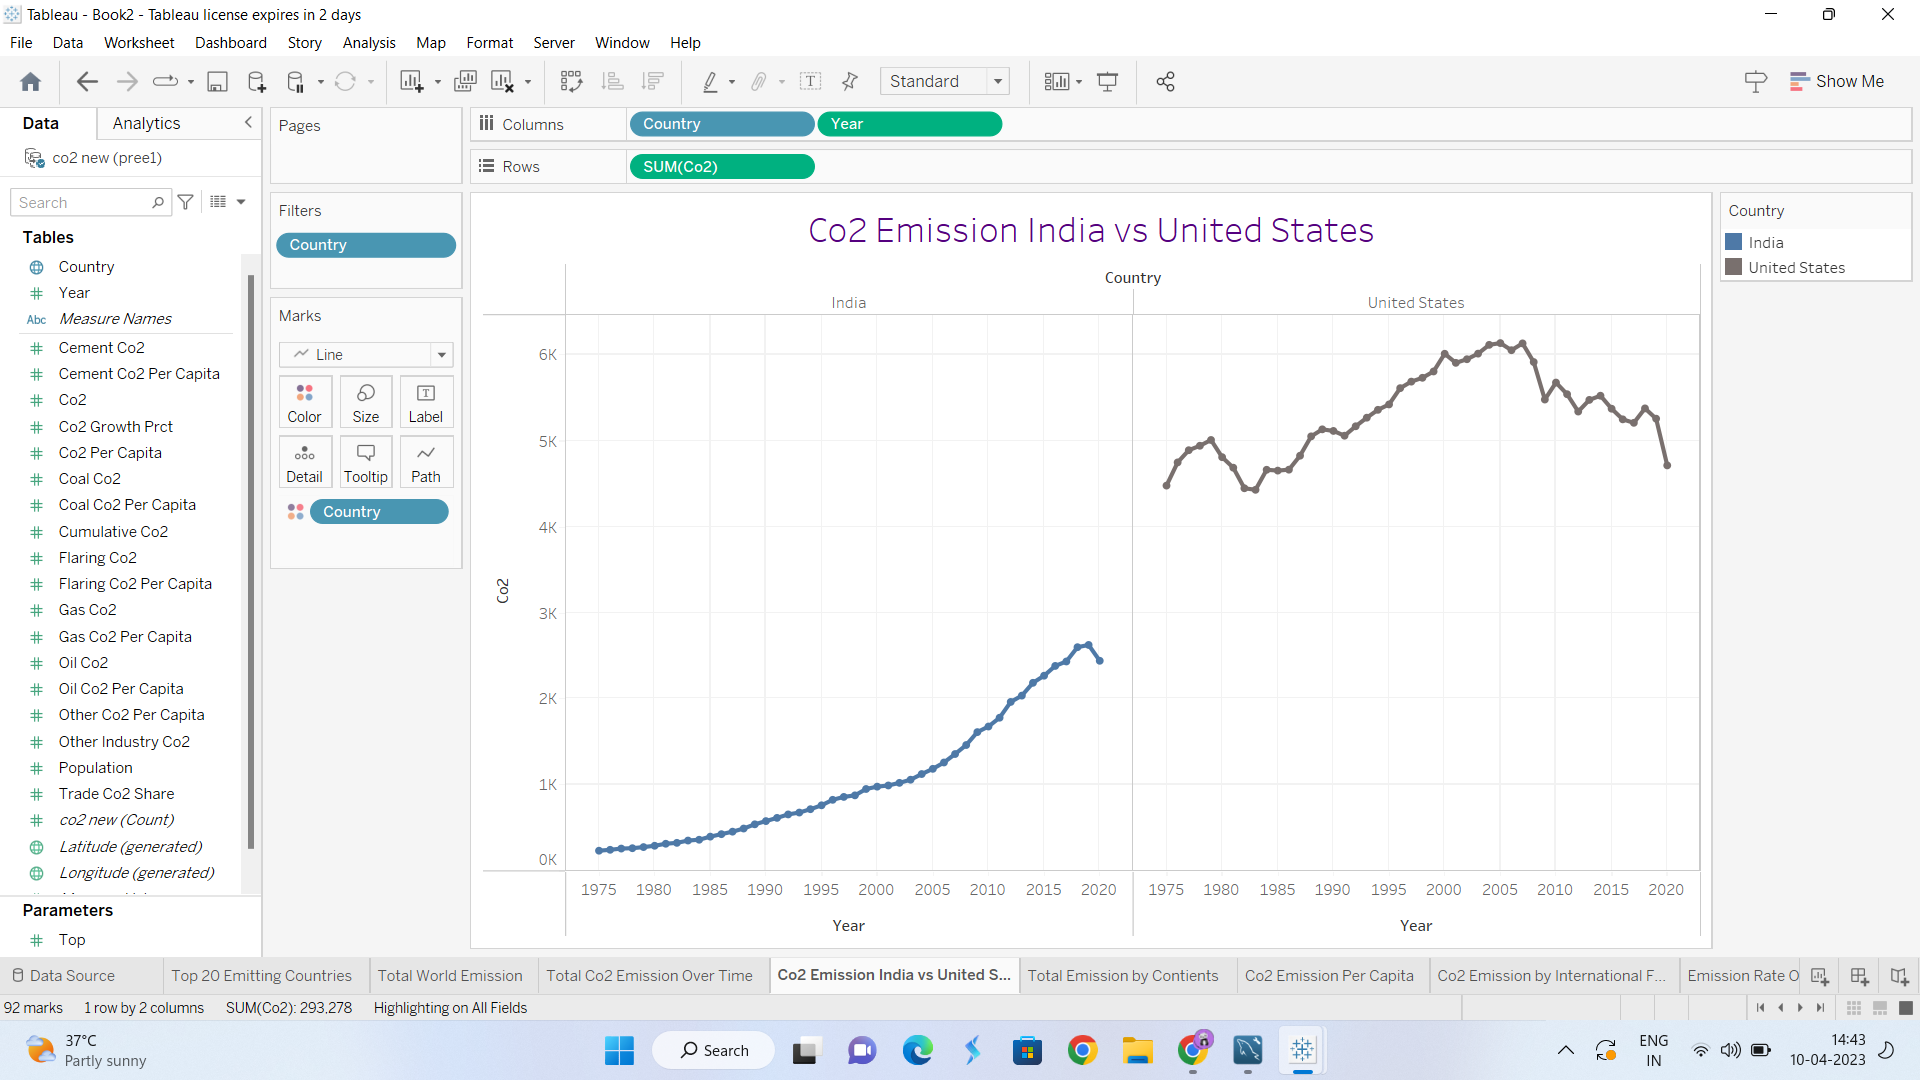 Tableau - Book2 - Tableau license expires in 2 days
File Data Worksheet Dashboard Story Analysis Map Format Server Window Help
Standard
Show Me
Data Analytics
co2 new (pree1)
Search
Tables
Country
Year
Abc Measure Names
Cement Co2
Cement Co2 Per Capita
Co2
Co2 Growth Prct
Co2 Per Capita
Coal Co2
Coal Co2 Per Capita
Cumulative Co2
Flaring Co2
Flaring Co2 Per Capita
Gas Co2
Gas Co2 Per Capita
Oil Co2
Oil Co2 Per Capita
Other Co2 Per Capita
Other Industry Co2
Population
Trade Co2 Share
co2 new (Count)
Latitude (generated)
Longitude (generated)
Parameters
Top
Pages
Filters
Country
Marks
Line
Color Size Label
Detail Tooltip Path
Country
Columns Country Year
Rows SUM(Co2)
Co2 Emission India vs United States
Country
India United States
6K
5K
4K
3K
2K
1K
0K
Co2
1975 1980 1985 1990 1995 2000 2005 2010 2015 2020 1975 1980 1985 1990 1995 2000 2005 2010 2015 2020
Year Year
Country
India
United States
Data Source Top 20 Emitting Countries Total World Emission Total Co2 Emission Over Time Co2 Emission India vs United S... Total Emission by Contients Co2 Emission Per Capita Co2 Emission by International F... Emission Rate O
92 marks 1 row by 2 columns SUM(Co2): 293,278 Highlighting on All Fields
37°C
Partly sunny
Search
ENG
IN
14:43
10-04-2023